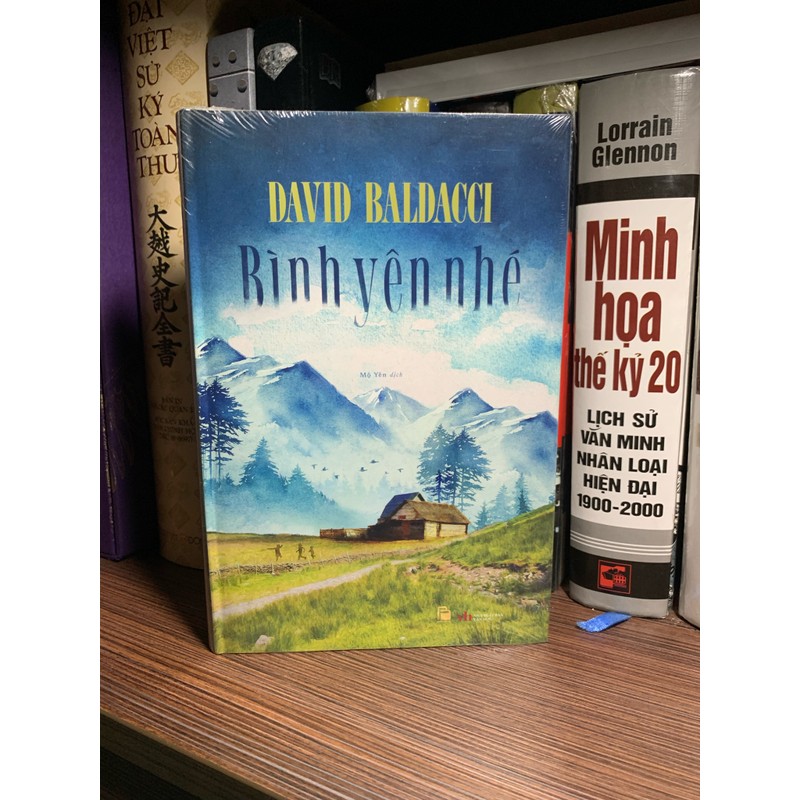 ĐẠI
VIỆT
SỬ
KÝ
TOÀN
THƯ
大越史記全書
DAVID BALDACCI
Bình yên nhé
Mộ Yên dịch
Lorrain
Glennon
Minh
họa
thế kỷ 20
LỊCH SỬ
VĂN MINH
NHÂN LOẠI
HIỆN ĐẠI
1900-2000